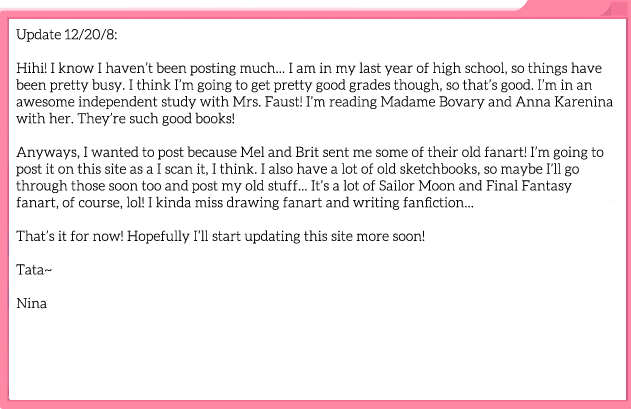 Update 12/20/8:
Hihi! I know I haven't been posting much... I am in my last year of high school, so things have
been pretty busy. I think I'm going to get pretty good grades though, so that's good. I'm in an
awesome independent study with Mrs. Faust! I'm reading Madame Bovary and Anna Karenina
with her. They're such good books!
Anyways, I wanted to post because Mel and Brit sent me some of their old fanart! I'm going to
post it on this site as a I scan it, I think. I also have a lot of old sketchbooks, so maybe I'll go
through those soon too and post my old stuff... It's a lot of Sailor Moon and Final Fantasy
fanart, of course, lol! I kinda miss drawing fanart and writing fanfiction...
That's it for now! Hopefully I'll start updating this site more soon!
Tata~
Nina